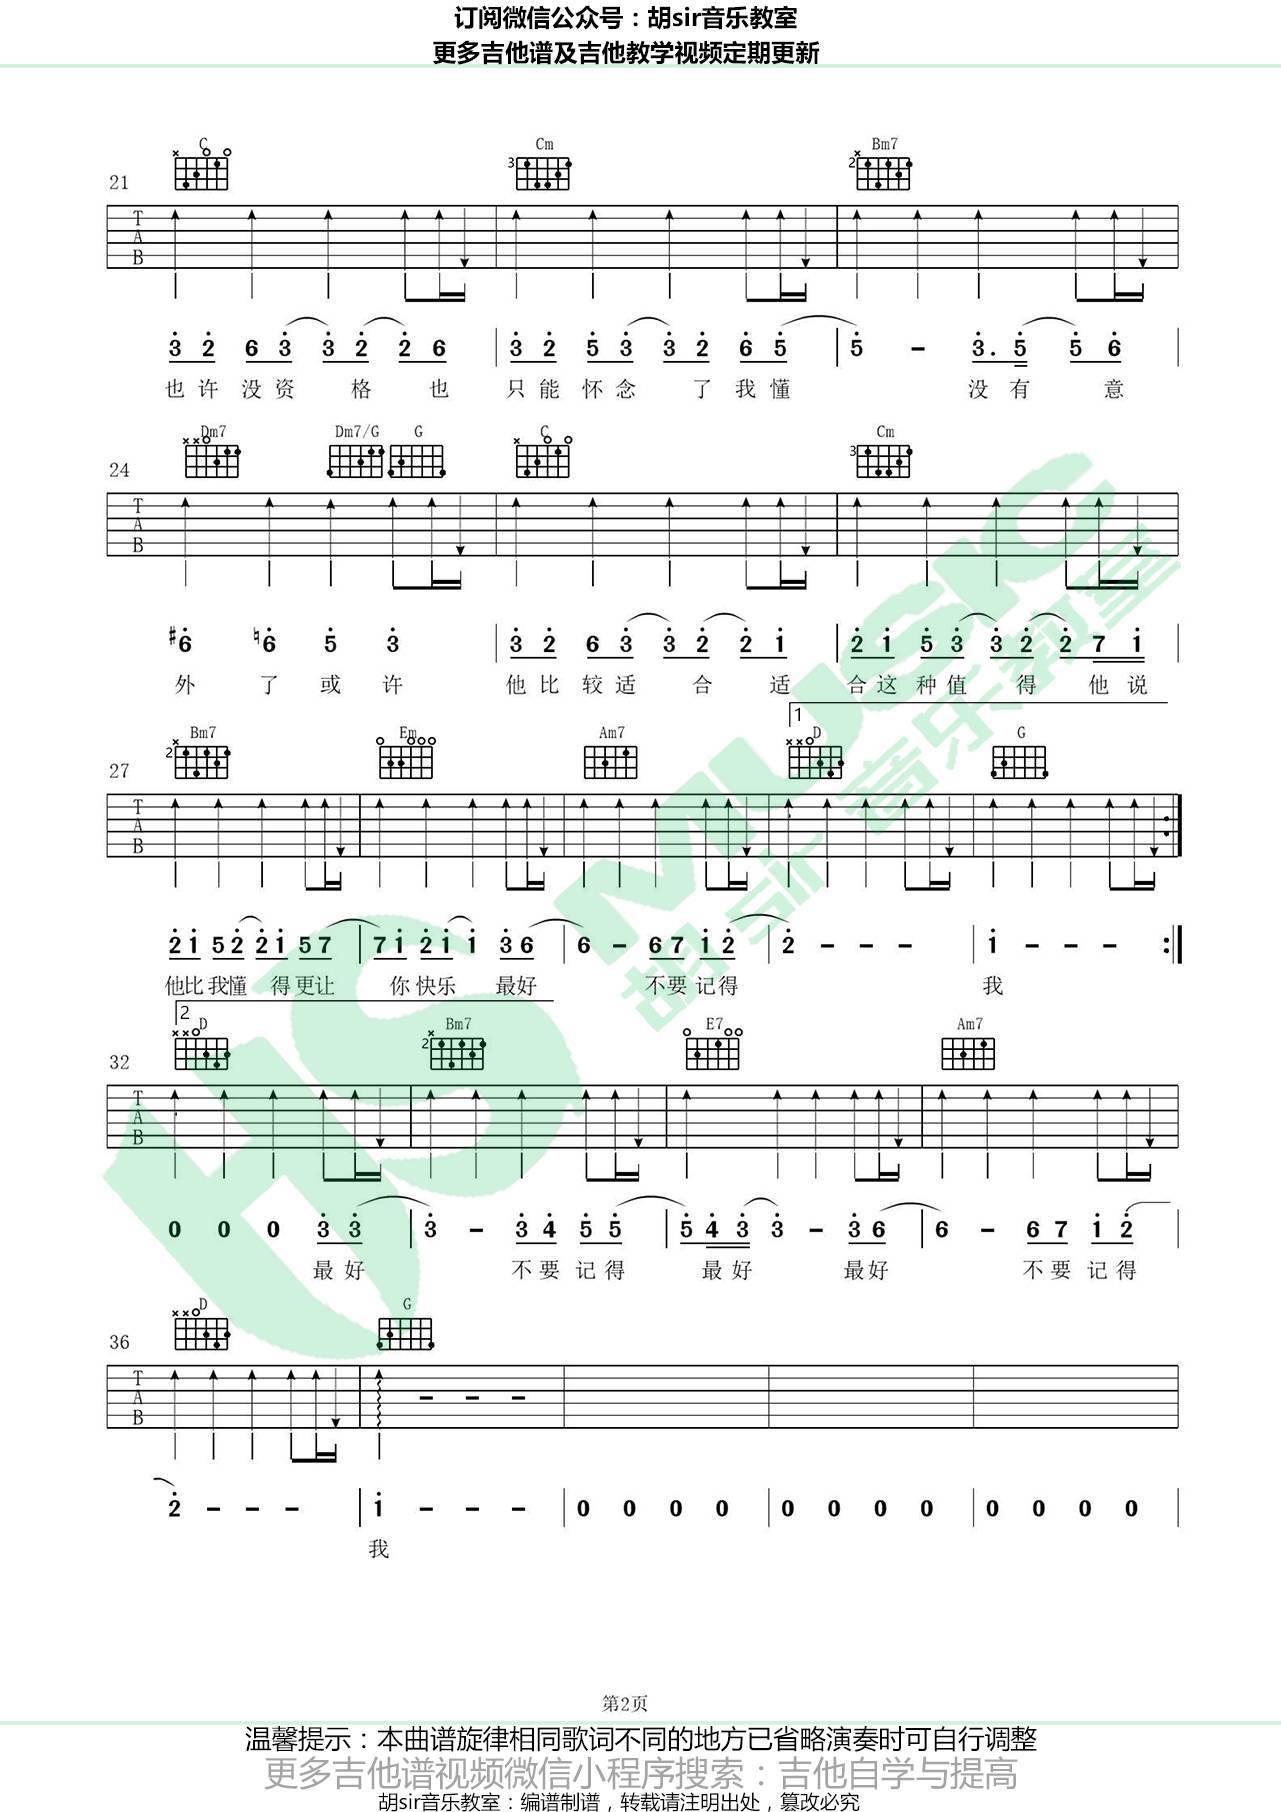 订阅微信公众号：胡sir音乐教室
更多吉他谱及吉他教学视频定期更新
C Cm Bm7
3 2
21
T
A
B
3 2 6 3 3 2 2 6 3 2 5 3 3 2 6 5 5 - 3. 5 5 6
也许没资 格 也 只能怀念 了我懂 没有 意
Dm7 Dm7/G G C Cm
3
24
T
A
B
#6 ♮6 5 3 3 2 6 3 3 2 2 1 2 1 5 3 3 2 2 7 1
外 了 或 许 他比较适 合 适 合这种值 得 他说
1
Bm7 Em Am7 D G
2
27
T
A
B
2 1 5 2 2 1 5 7 7 1 2 1 1 3 6 6 - 6 7 1 2 2 - - - 1 - - -
他比我懂 得更让 你快乐 最好 不要记得 我
2
D Bm7 E7 Am7
2
32
T
A
B
0 0 0 3 3 3 - 3 4 5 5 5 4 3 3 - 3 6 6 - 6 7 1 2
最好 不要记得 最好 最好 不要记得
D G
36
T
A
B
2 - - - 1 - - - 0 0 0 0 0 0 0 0 0 0 0 0
我
HS MUSIC
胡sir音乐教室
第2页
温馨提示：本曲谱旋律相同歌词不同的地方已省略演奏时可自行调整
更多吉他谱视频微信小程序搜索：吉他自学与提高
胡sir音乐教室：编谱制谱，转载请注明出处，篡改必究